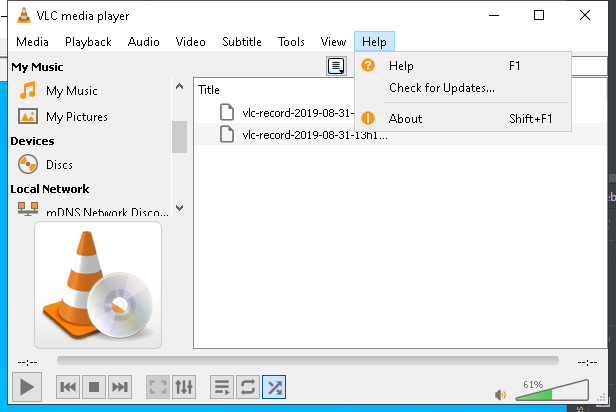 VLC media player
Media Playback Audio Video Subtitle Tools View Help
My Music
My Music
My Pictures
Devices
Discs
Local Network
mDNS Network Disco...
Title
vlc-record-2019-08-31-
vlc-record-2019-08-31-13h1...
Help F1
Check for Updates...
About Shift+F1
--:-- --:--
61%